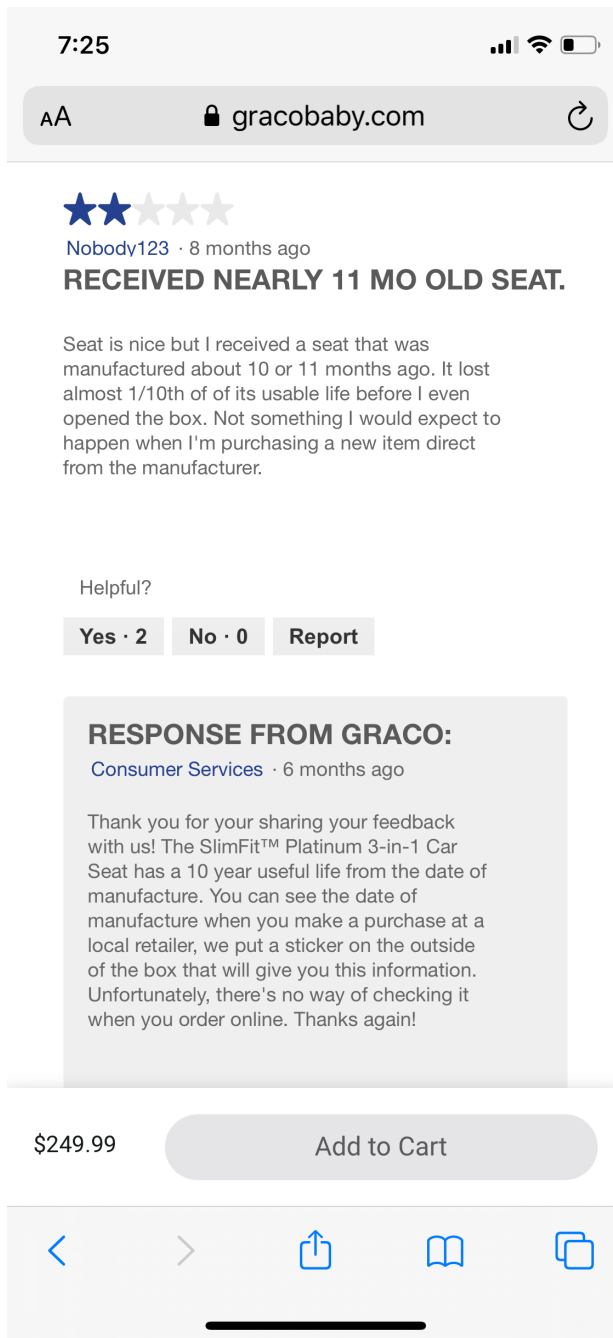 7:25
AA gracobaby.com
Nobody123 · 8 months ago
RECEIVED NEARLY 11 MO OLD SEAT.
Seat is nice but I received a seat that was
manufactured about 10 or 11 months ago. It lost
almost 1/10th of of its usable life before I even
opened the box. Not something I would expect to
happen when I'm purchasing a new item direct
from the manufacturer.
Helpful?
Yes · 2 No · 0 Report
RESPONSE FROM GRACO:
Consumer Services · 6 months ago
Thank you for your sharing your feedback
with us! The SlimFit™ Platinum 3-in-1 Car
Seat has a 10 year useful life from the date of
manufacture. You can see the date of
manufacture when you make a purchase at a
local retailer, we put a sticker on the outside
of the box that will give you this information.
Unfortunately, there's no way of checking it
when you order online. Thanks again!
$249.99 Add to Cart